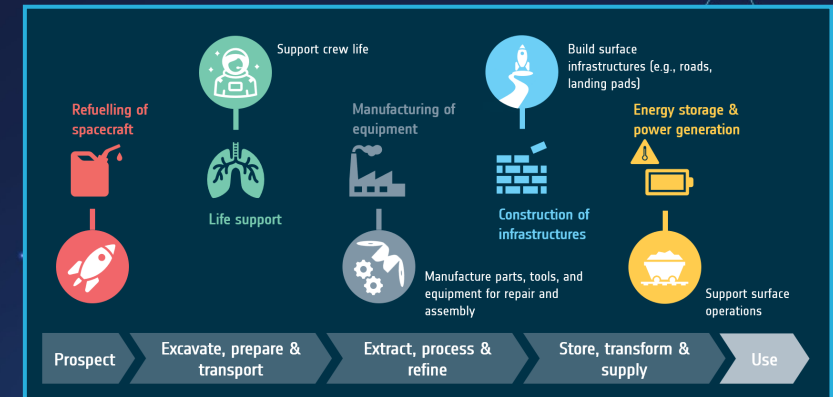 Support crew life
Build surface
infrastructures (e.g., roads,
landing pads)
Refuelling of
spacecraft
Manufacturing of
equipment
Energy storage &
power generation
Life support
Construction of
infrastructures
Manufacture parts, tools, and
equipment for repair and
assembly
Support surface
operations
Prospect
Excavate, prepare &
transport
Extract, process &
refine
Store, transform &
supply
Use